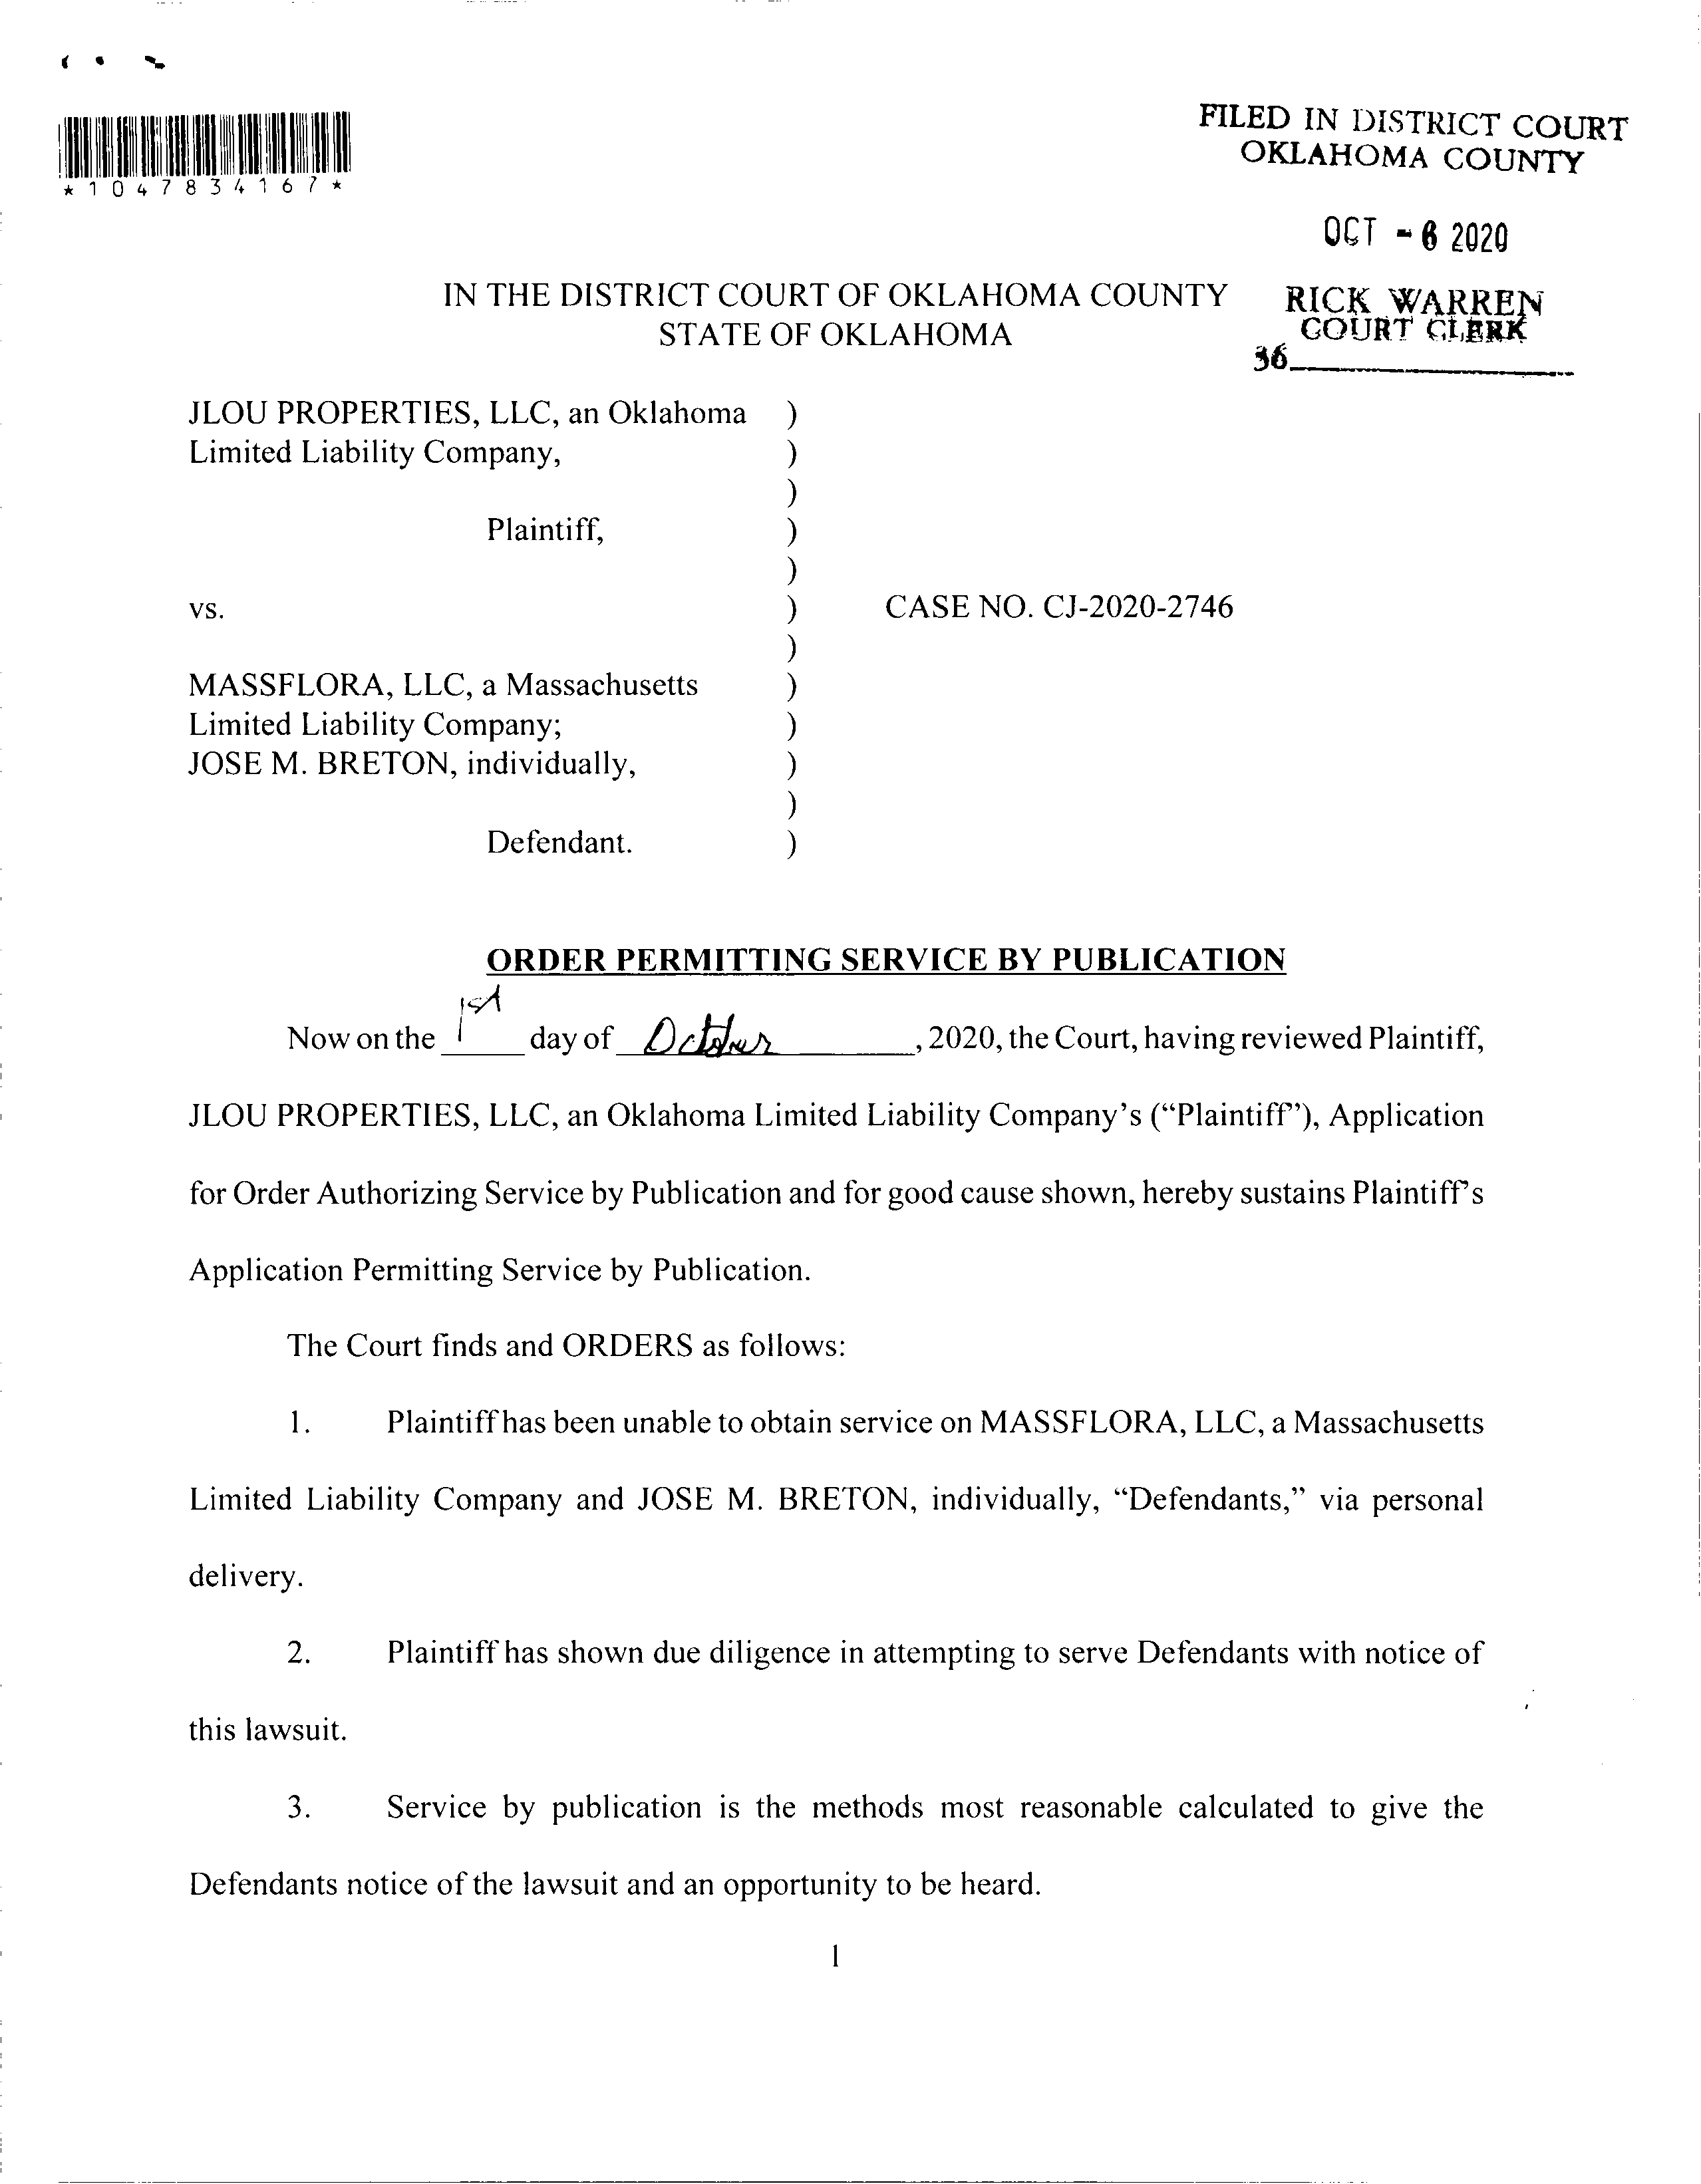 *1047834167*
FILED IN DISTRICT COURT
OKLAHOMA COUNTY
OCT - 6 2020
RICK WARREN
COURT CLERK
36
IN THE DISTRICT COURT OF OKLAHOMA COUNTY
STATE OF OKLAHOMA
JLOU PROPERTIES, LLC, an Oklahoma )
Limited Liability Company, )
)
Plaintiff, )
)
vs. ) CASE NO. CJ-2020-2746
)
MASSFLORA, LLC, a Massachusetts )
Limited Liability Company; )
JOSE M. BRETON, individually, )
)
Defendant. )
ORDER PERMITTING SERVICE BY PUBLICATION
Now on the 1st day of October, 2020, the Court, having reviewed Plaintiff,
JLOU PROPERTIES, LLC, an Oklahoma Limited Liability Company's ("Plaintiff"), Application
for Order Authorizing Service by Publication and for good cause shown, hereby sustains Plaintiff's
Application Permitting Service by Publication.
The Court finds and ORDERS as follows:
1. Plaintiff has been unable to obtain service on MASSFLORA, LLC, a Massachusetts
Limited Liability Company and JOSE M. BRETON, individually, "Defendants," via personal
delivery.
2. Plaintiff has shown due diligence in attempting to serve Defendants with notice of
this lawsuit.
3. Service by publication is the methods most reasonable calculated to give the
Defendants notice of the lawsuit and an opportunity to be heard.
1